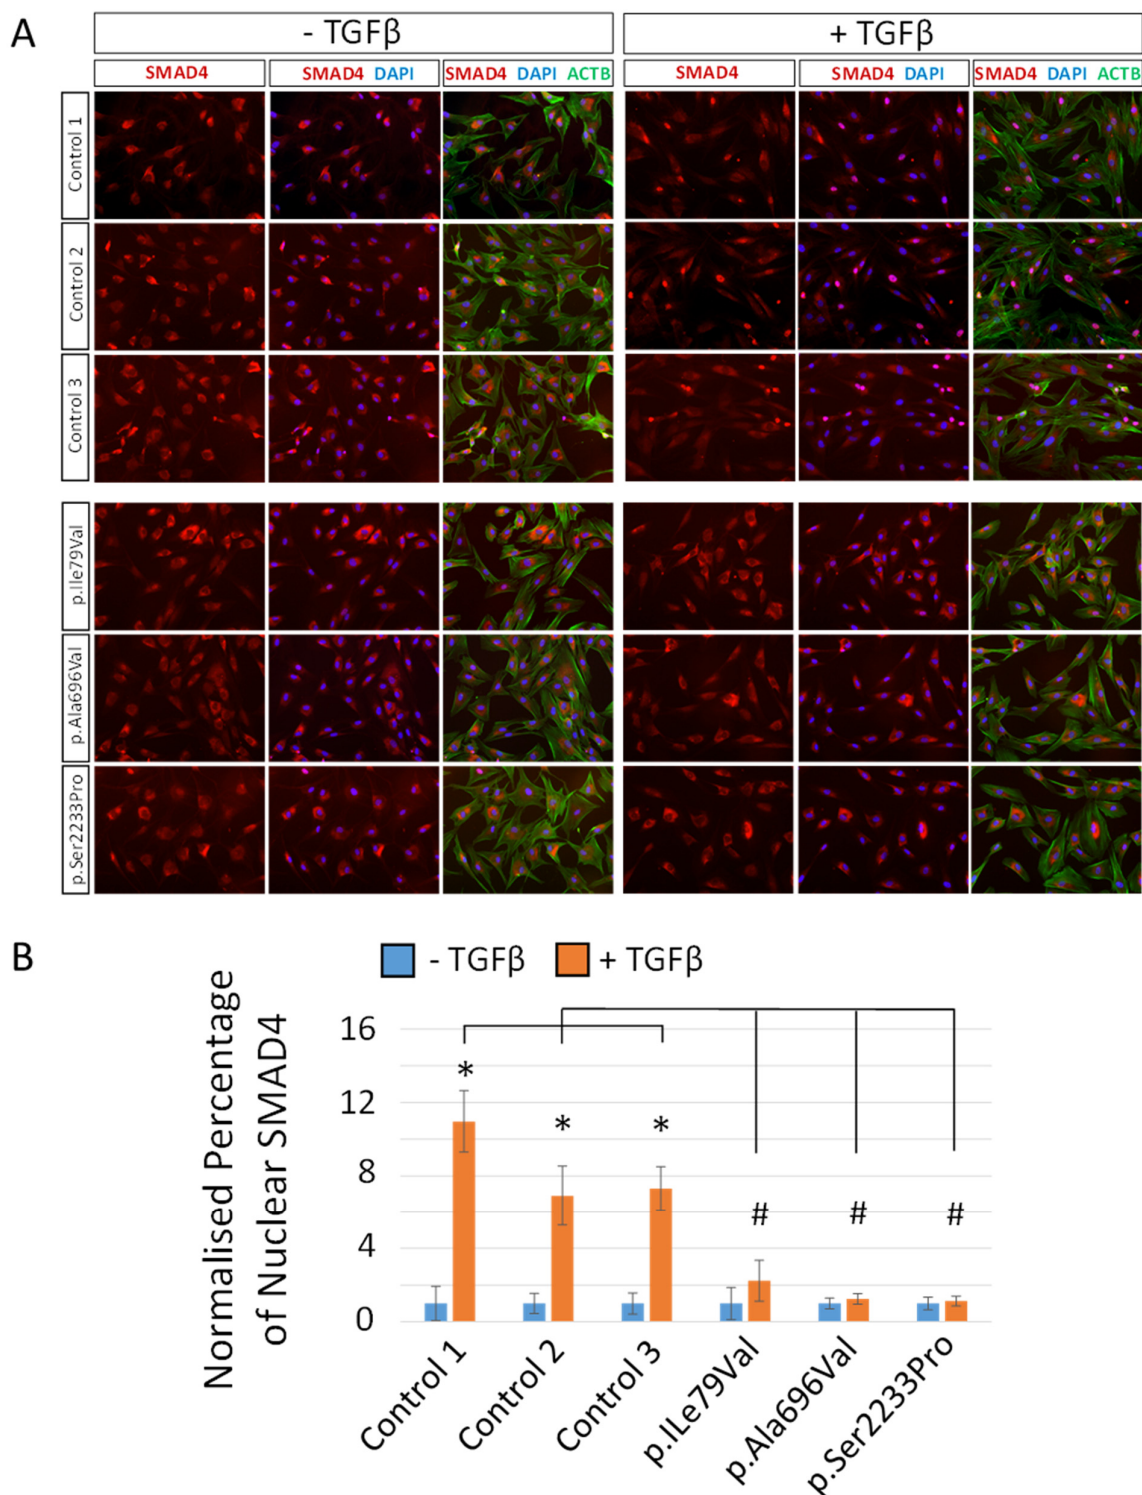 A
- TGFβ
+ TGFβ
SMAD4
SMAD4 DAPI
SMAD4 DAPI ACTB
SMAD4
SMAD4 DAPI
SMAD4 DAPI ACTB
Control 1
Control 2
Control 3
p.Ile79Val
p.Ala696Val
p.Ser2233Pro
B
- TGFβ
+ TGFβ
Normalised Percentage
of Nuclear SMAD4
16
12
8
4
0
*
*
*
#
#
#
Control 1
Control 2
Control 3
p.ILe79Val
p.Ala696Val
p.Ser2233Pro